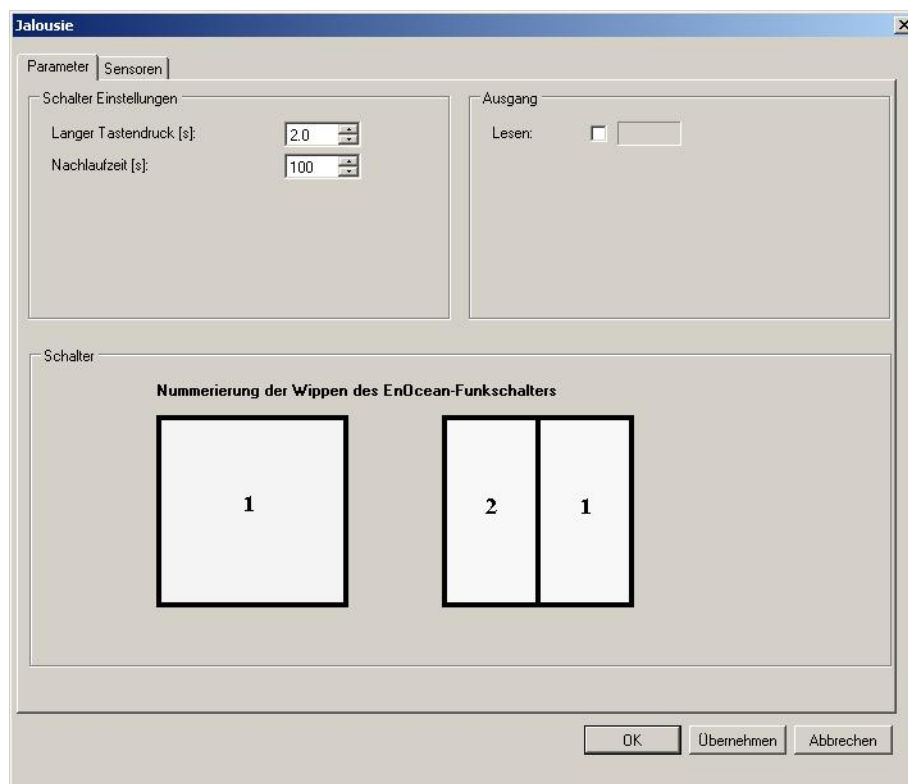 Jalousie
Parameter
Sensoren
Schalter Einstellungen
Langer Tastendruck [s]:
2.0
Nachlaufzeit [s]:
100
Ausgang
Lesen:
Schalter
Nummerierung der Wippen des EnOcean-Funkschalters
1
2
1
OK
Übernehmen
Abbrechen